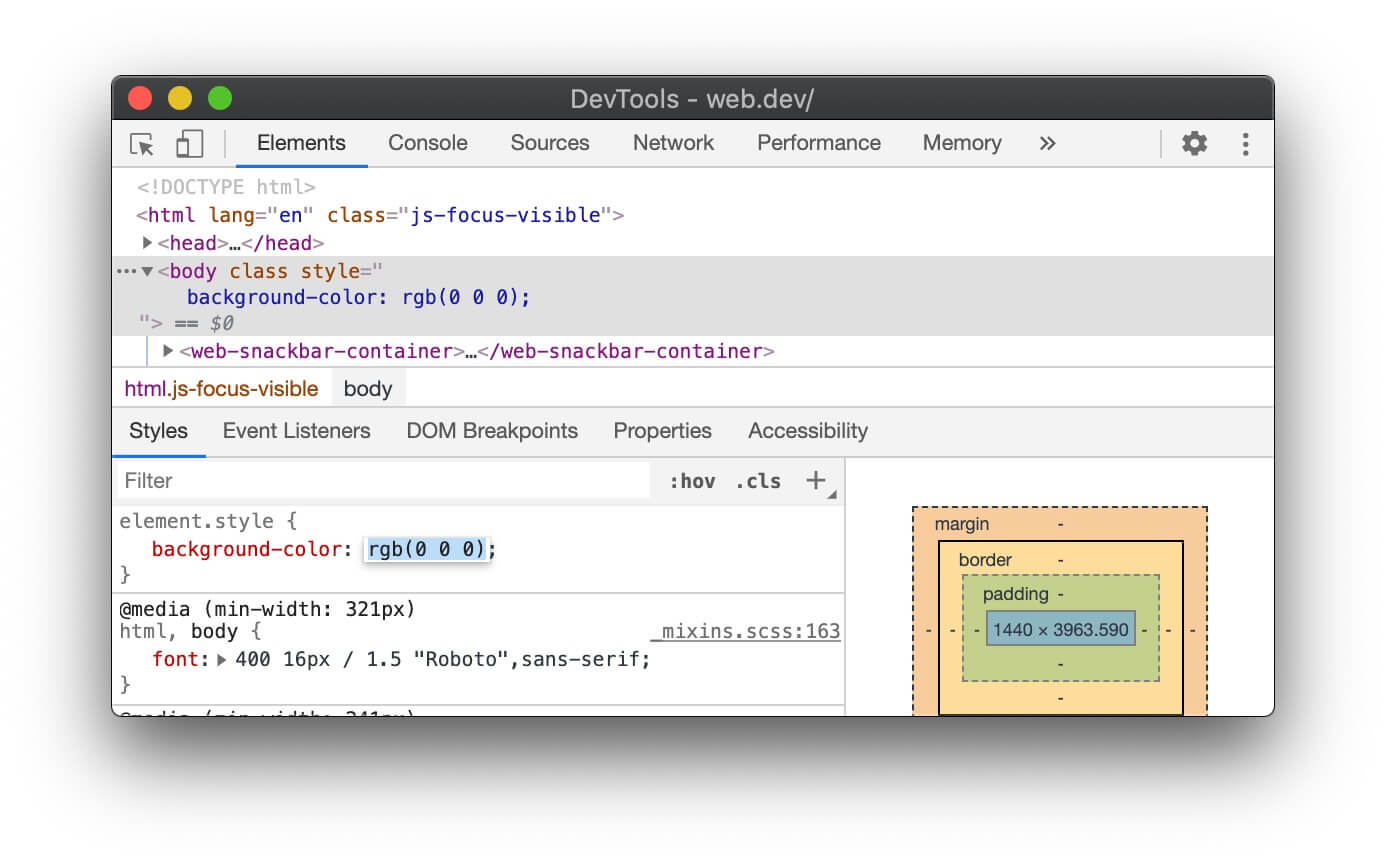 DevTools - web.dev/
Elements Console Sources Network Performance Memory »
<!DOCTYPE html>
<html lang="en" class="js-focus-visible">
<head>…</head>
<body class style="
background-color: rgb(0 0 0);
"> == $0
<web-snackbar-container>…</web-snackbar-container>
html.js-focus-visible body
Styles Event Listeners DOM Breakpoints Properties Accessibility
Filter :hov .cls +
element.style {
background-color: rgb(0 0 0);
}
@media (min-width: 321px)
html, body { _mixins.scss:163
font: 400 16px / 1.5 "Roboto",sans-serif;
}
@media (min-width: 241px)
margin -
border -
padding -
- - - 1440 × 3963.590 - - -
-
-